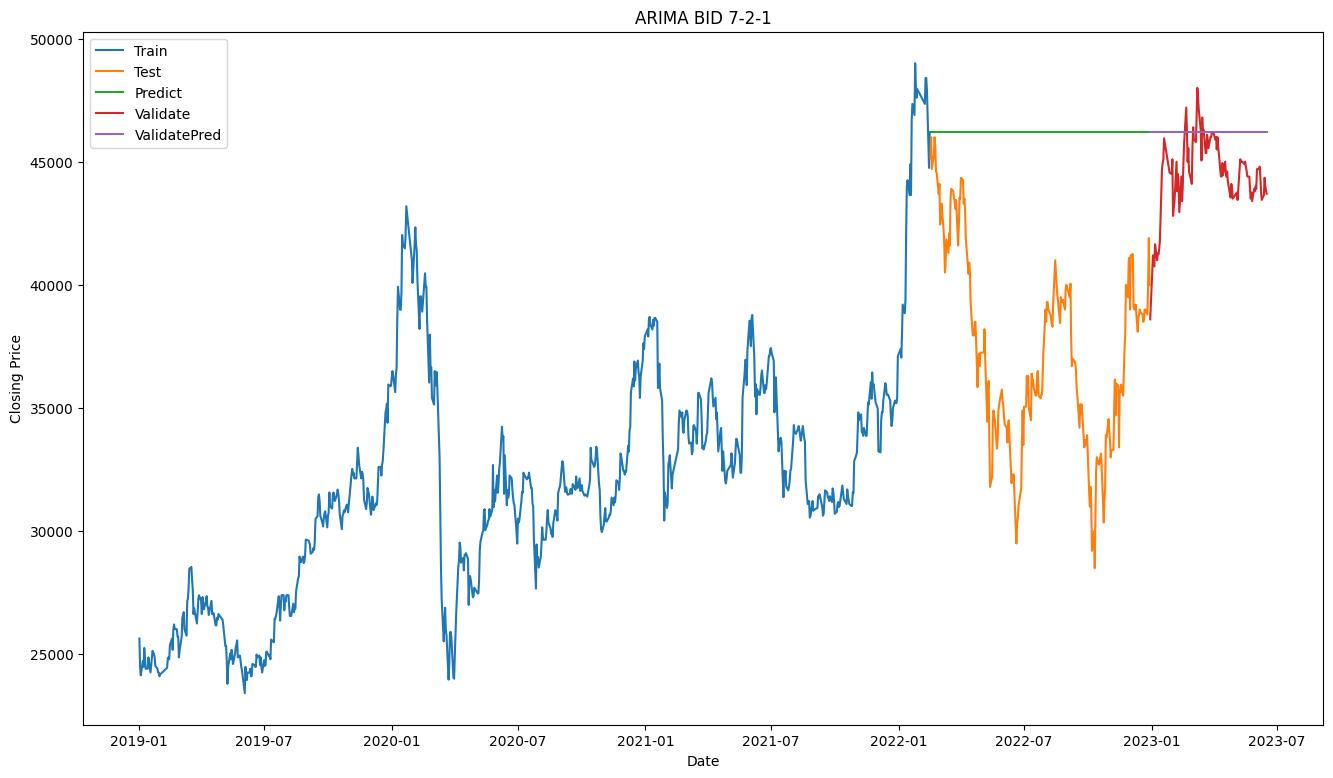 ARIMA BID 7-2-1
Train
Test
Predict
Validate
ValidatePred
Closing Price
50000
45000
40000
35000
30000
25000
2019-01
2019-07
2020-01
2020-07
2021-01
2021-07
2022-01
2022-07
2023-01
2023-07
Date